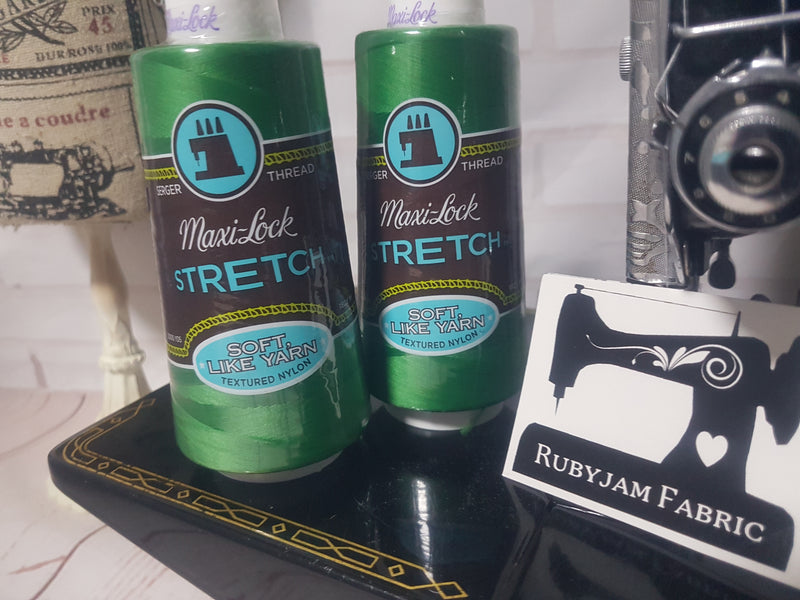 PRIX
45
DURROSS 100%
e a coudre
Maxi-Lock
SERGER
THREAD
Maxi-Lock
STRETCH
SOFT,
LIKE YARN
TEXTURED NYLON
Maxi-Lock
SERGER
THREAD
Maxi-Lock
STRETCH
SOFT,
LIKE YARN
TEXTURED NYLON
RUBYJAM FABRIC